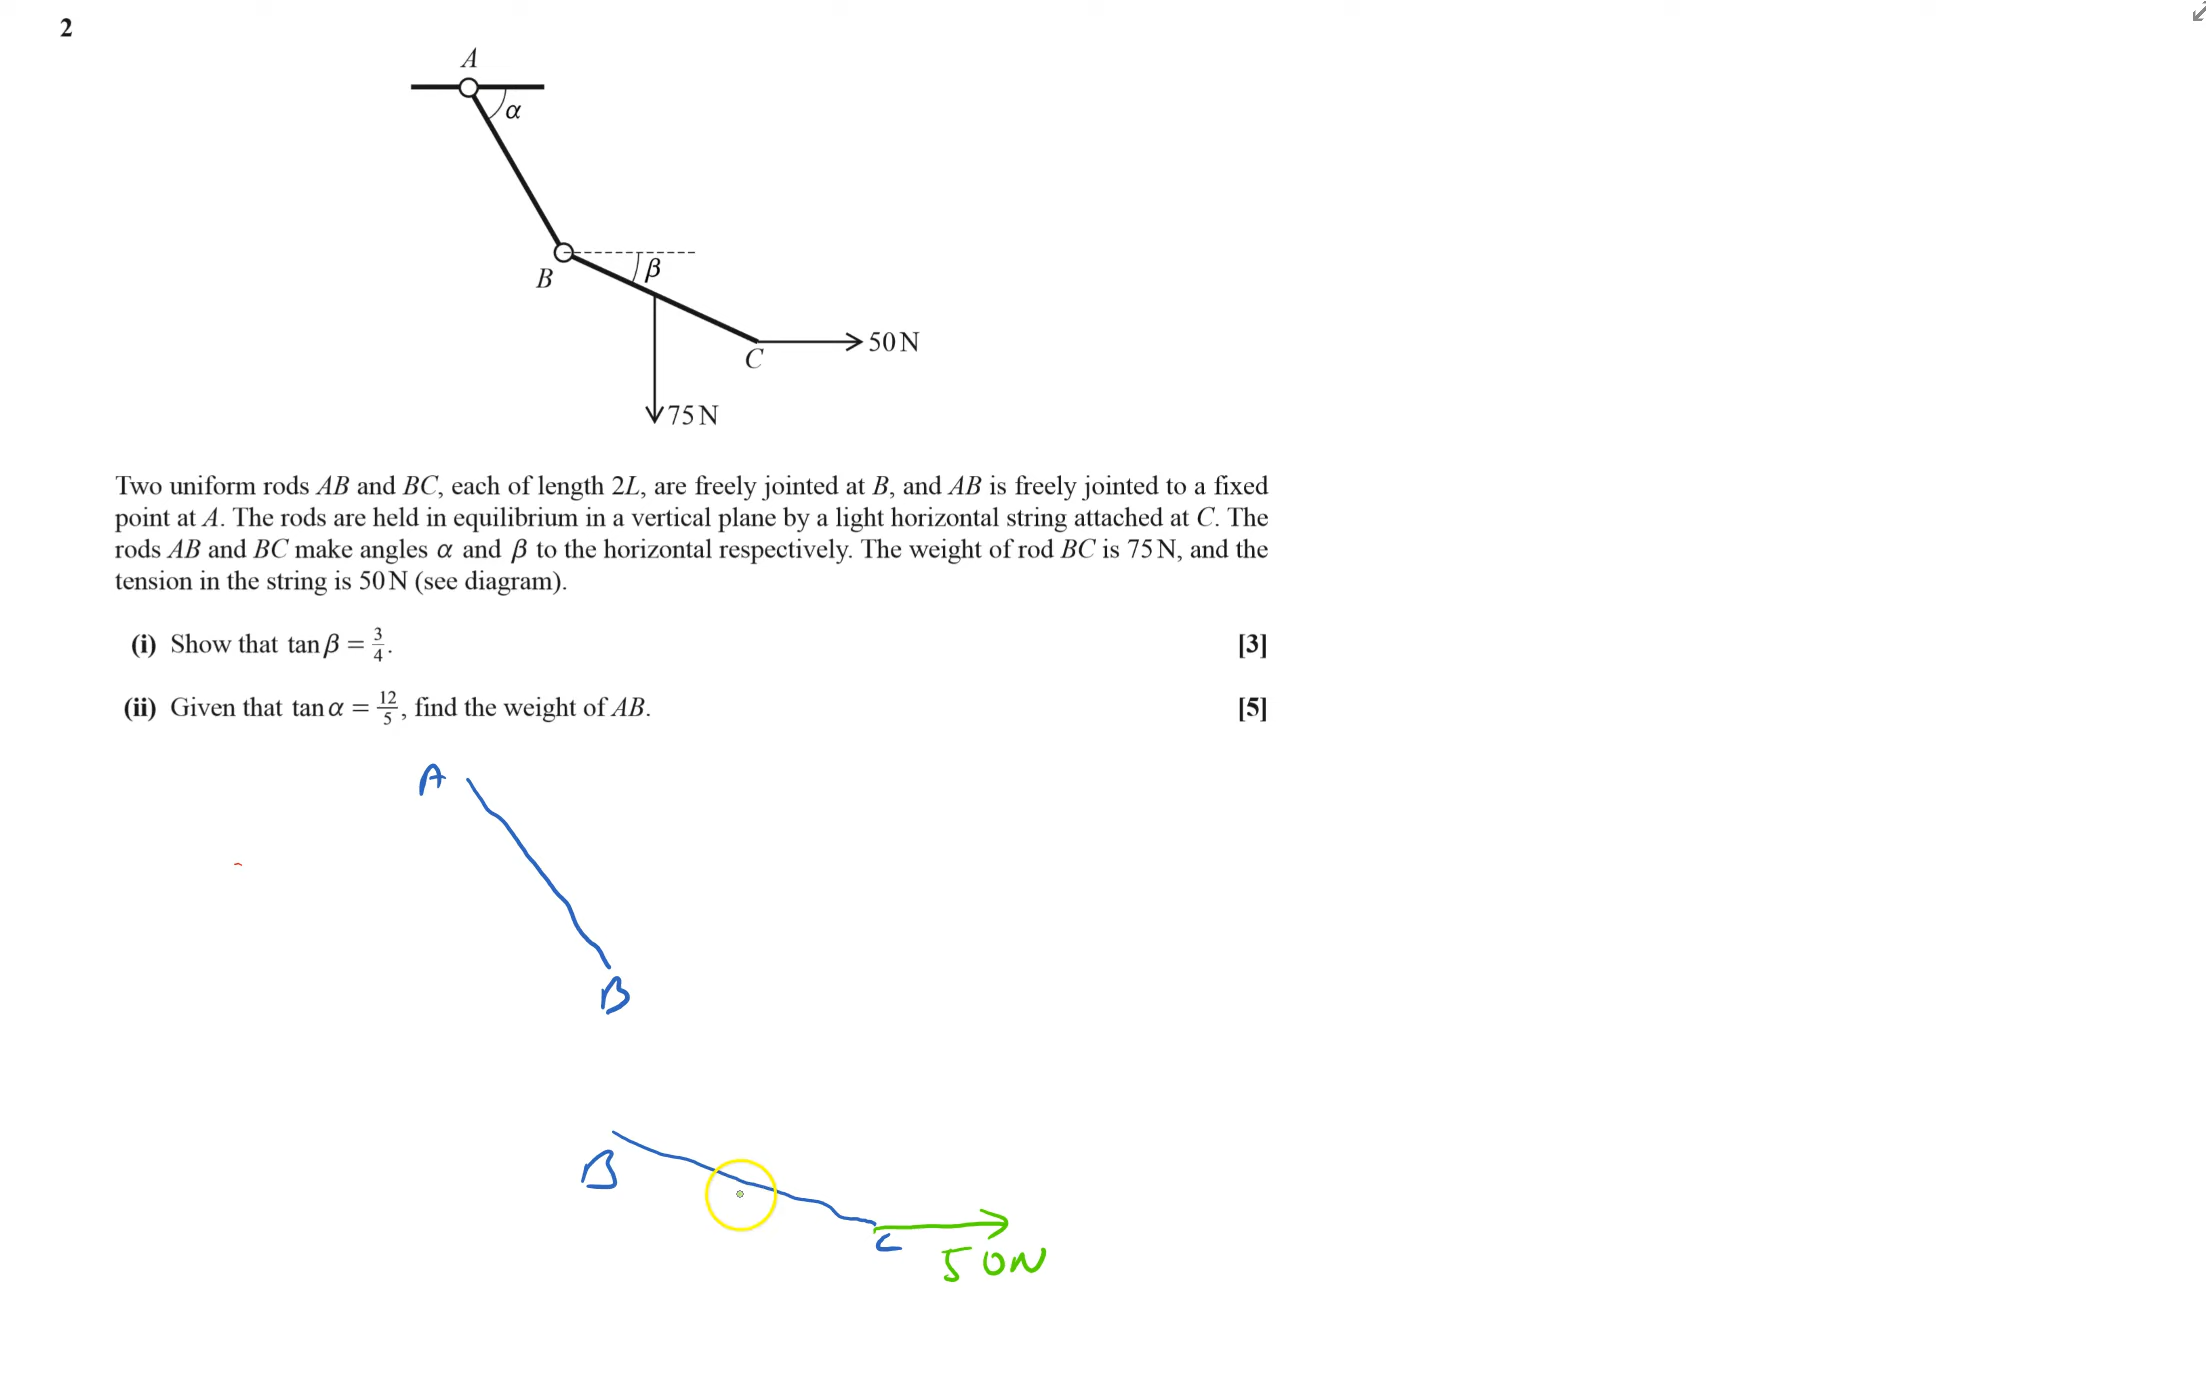 2
A
α
β
B
50 N
C
75 N
Two uniform rods AB and BC, each of length 2L, are freely jointed at B, and AB is freely jointed to a fixed
point at A. The rods are held in equilibrium in a vertical plane by a light horizontal string attached at C. The
rods AB and BC make angles α and β to the horizontal respectively. The weight of rod BC is 75 N, and the
tension in the string is 50 N (see diagram).
(i) Show that tan β = 3/4. [3]
(ii) Given that tan α = 12/5, find the weight of AB. [5]
A
B
B
C
50N